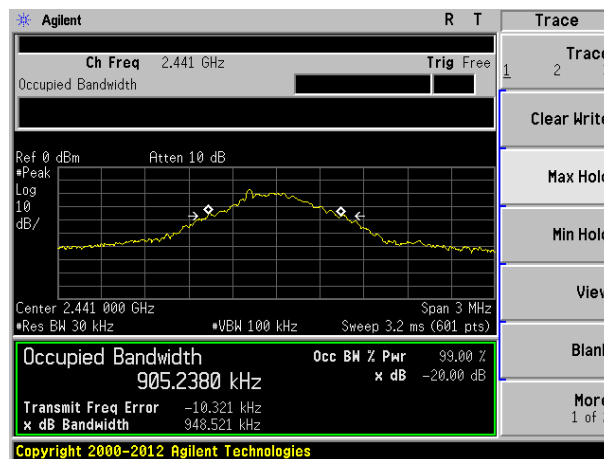 Agilent R T Trace
Ch Freq 2.441 GHz Trig Free
Occupied Bandwidth
Trace
1 2
Clear Write
Max Hold
Min Hold
View
Blank
More
1 of
Ref 0 dBm Atten 10 dB
#Peak
Log
10
dB/
Center 2.441 000 GHz Span 3 MHz
#Res BW 30 kHz #VBW 100 kHz Sweep 3.2 ms (601 pts)
Occupied Bandwidth Occ BW % Pwr 99.00 %
905.2380 kHz x dB -20.00 dB
Transmit Freq Error -10.321 kHz
x dB Bandwidth 948.521 kHz
Copyright 2000-2012 Agilent Technologies